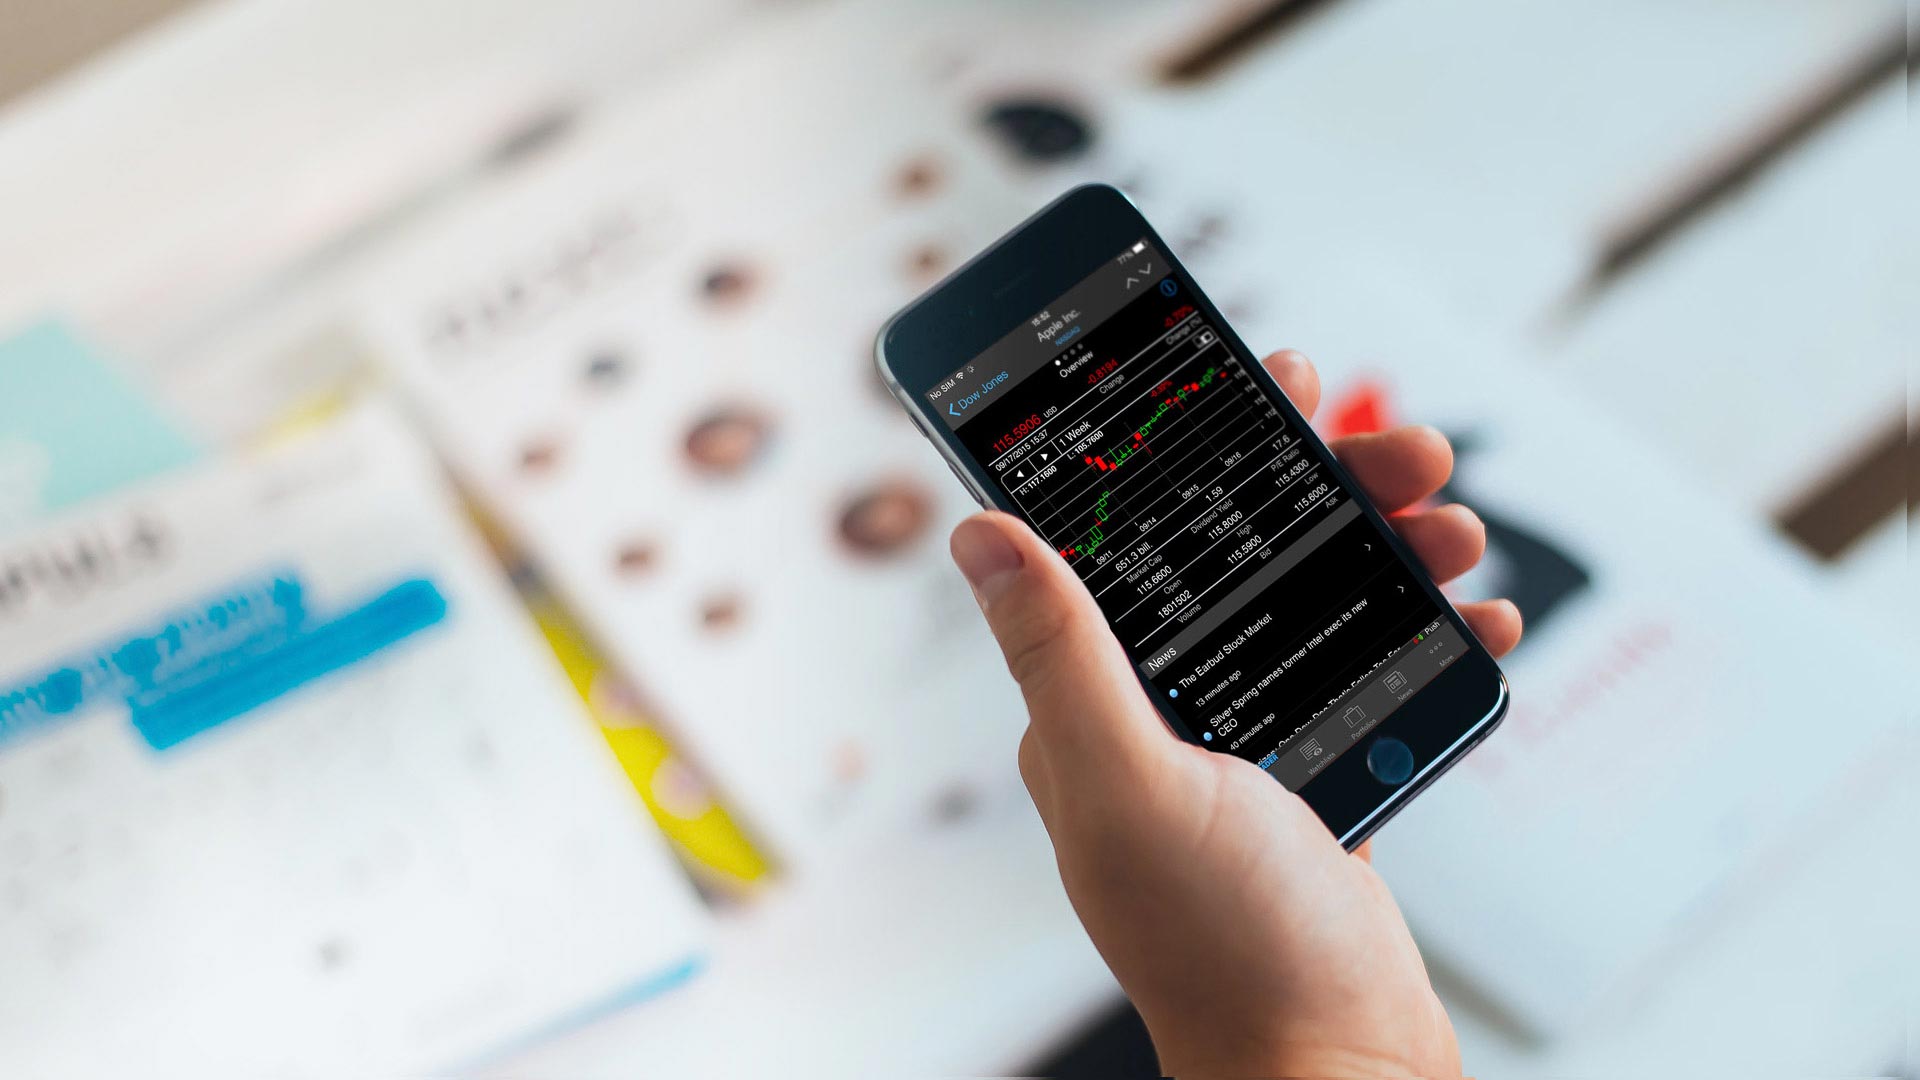 No SIM
15:52
77%
Dow Jones
Apple Inc.
NASDAQ
Overview
115.5906 USD
-0.8194
-0.70%
09/17/2015 15:37
Change
Change (%)
1 Week
H: 117.1600
L: 105.7600
09/11
09/14
09/15
09/16
651.3 bill.
1.59
17.6
Market Cap
Dividend Yield
P/E Ratio
115.6600
115.8000
115.4300
Open
High
Low
1801502
115.5900
115.6000
Volume
Bid
Ask
News
The Earbud Stock Market
13 minutes ago
Silver Spring names former Intel exec its new
CEO
40 minutes ago
Push
Watchlists
Portfolios
News
More